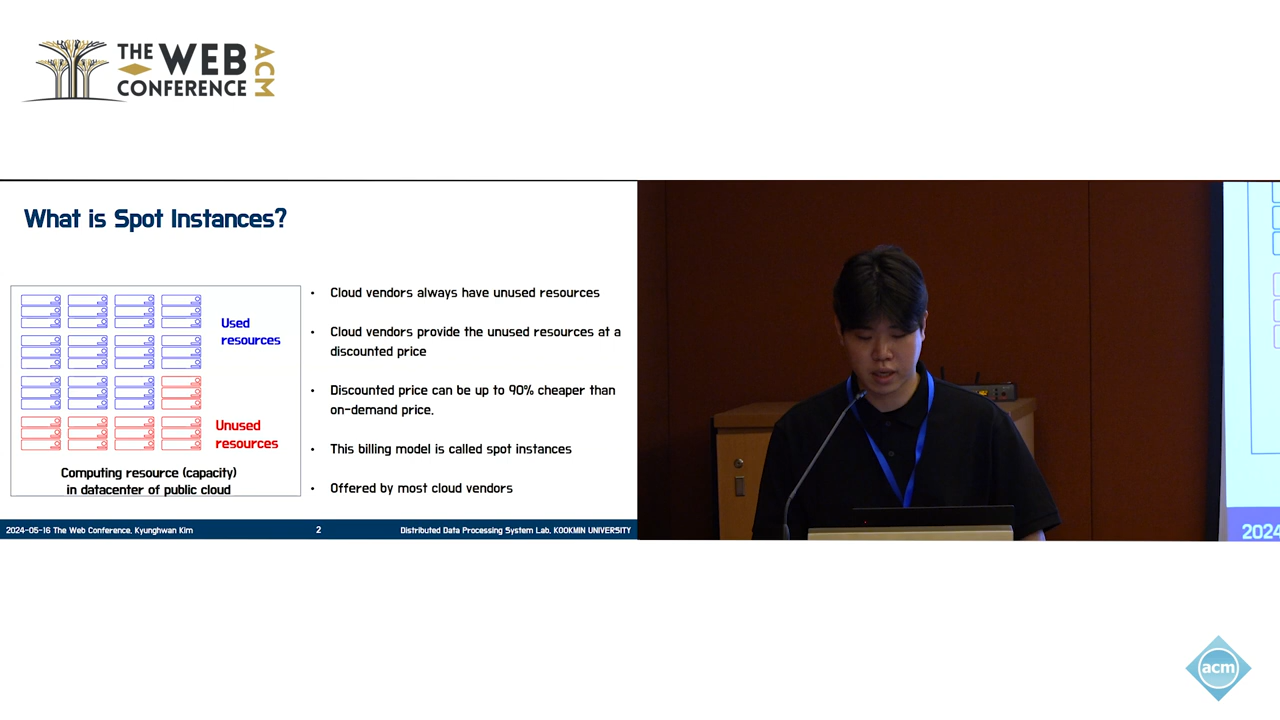 THE WEB
CONFERENCE
ACM
What is Spot Instances?
Used
resources
Unused
resources
Computing resource (capacity)
in datacenter of public cloud
• Cloud vendors always have unused resources
• Cloud vendors provide the unused resources at a
discounted price
• Discounted price can be up to 90% cheaper than
on-demand price.
• This billing model is called spot instances
• Offered by most cloud vendors
2024-05-16 The Web Conference, Kyunghwan Kim
2
Distributed Data Processing System Lab, KOOKMIN UNIVERSITY
2024
acm